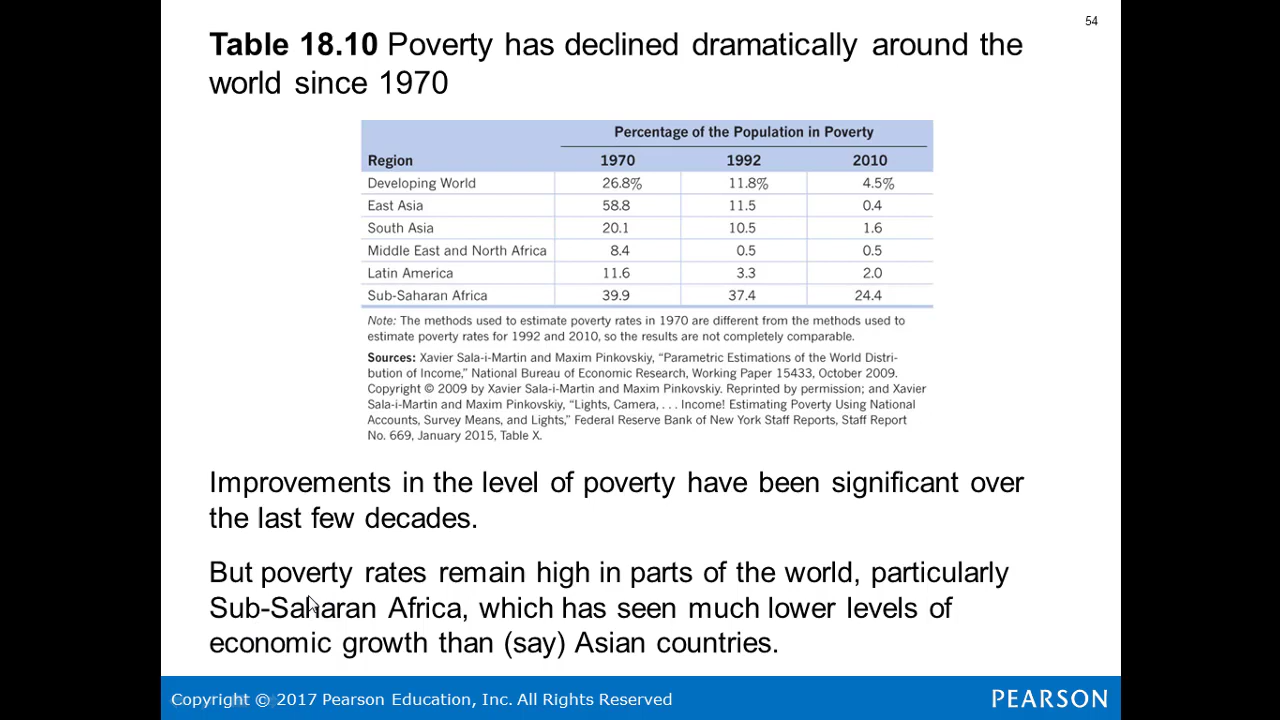 54
Table 18.10 Poverty has declined dramatically around the
world since 1970
Percentage of the Population in Poverty
Region 1970 1992 2010
Developing World 26.8% 11.8% 4.5%
East Asia 58.8 11.5 0.4
South Asia 20.1 10.5 1.6
Middle East and North Africa 8.4 0.5 0.5
Latin America 11.6 3.3 2.0
Sub-Saharan Africa 39.9 37.4 24.4
Note: The methods used to estimate poverty rates in 1970 are different from the methods used to
estimate poverty rates for 1992 and 2010, so the results are not completely comparable.
Sources: Xavier Sala-i-Martin and Maxim Pinkovskiy, “Parametric Estimations of the World Distri-
bution of Income,” National Bureau of Economic Research, Working Paper 15433, October 2009.
Copyright © 2009 by Xavier Sala-i-Martin and Maxim Pinkovskiy. Reprinted by permission; and Xavier
Sala-i-Martin and Maxim Pinkovskiy, “Lights, Camera, . . . Income! Estimating Poverty Using National
Accounts, Survey Means, and Lights,” Federal Reserve Bank of New York Staff Reports, Staff Report
No. 669, January 2015, Table X.
Improvements in the level of poverty have been significant over
the last few decades.
But poverty rates remain high in parts of the world, particularly
Sub-Saharan Africa, which has seen much lower levels of
economic growth than (say) Asian countries.
Copyright © 2017 Pearson Education, Inc. All Rights Reserved
PEARSON